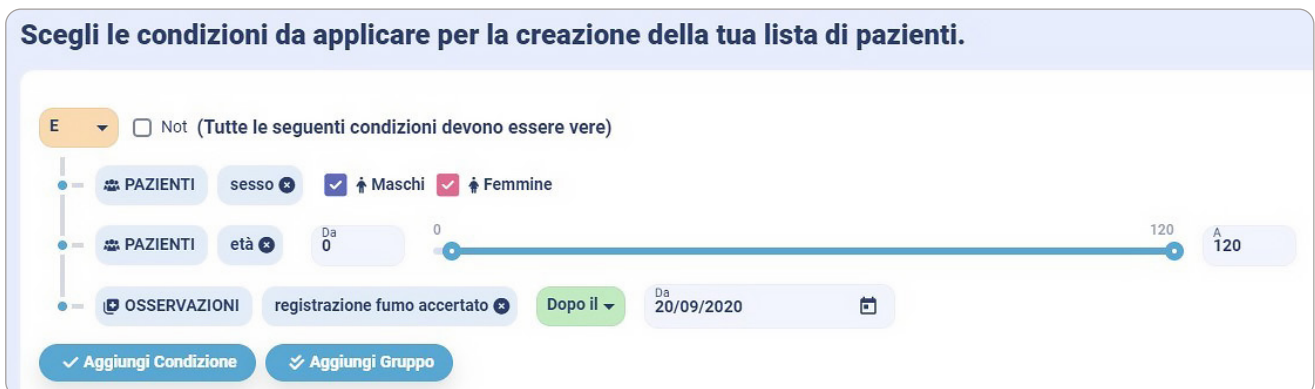 Scegli le condizioni da applicare per la creazione della tua lista di pazienti.
E Not (Tutte le seguenti condizioni devono essere vere)
PAZIENTI sesso Maschi Femmine
PAZIENTI età Da 0 0 120 A 120
OSSERVAZIONI registrazione fumo accertato Dopo il Da 20/09/2020
Aggiungi Condizione Aggiungi Gruppo